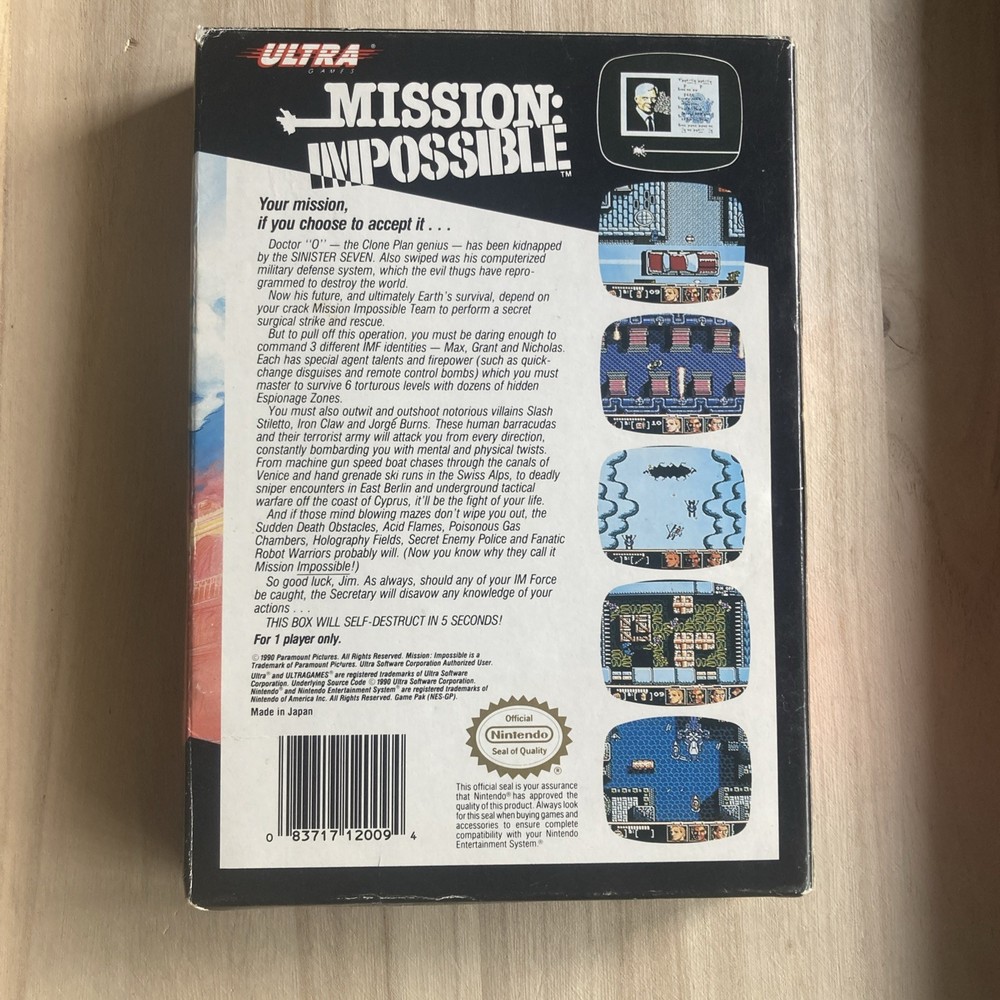 ULTRA®
GAMES
MISSION:
IMPOSSIBLE™
Your mission,
if you choose to accept it . . .
Doctor "O" — the Clone Plan genius — has been kidnapped
by the SINISTER SEVEN. Also swiped was his computerized
military defense system, which the evil thugs have repro-
grammed to destroy the world.
Now his future, and ultimately Earth's survival, depend on
your crack Mission Impossible Team to perform a secret
surgical strike and rescue.
But to pull off this operation, you must be daring enough to
command 3 different IMF identities — Max, Grant and Nicholas.
Each has special agent talents and firepower (such as quick-
change disguises and remote control bombs) which you must
master to survive 6 torturous levels with dozens of hidden
Espionage Zones.
You must also outwit and outshoot notorious villains Slash
Stiletto, Iron Claw and Jorgé Burns. These human barracudas
and their terrorist army will attack you from every direction,
constantly bombarding you with mental and physical twists.
From machine gun speed boat chases through the canals of
Venice and hand grenade ski runs in the Swiss Alps, to deadly
sniper encounters in East Berlin and underground tactical
warfare off the coast of Cyprus, it'll be the fight of your life.
And if those mind blowing mazes don't wipe you out, the
Sudden Death Obstacles, Acid Flames, Poisonous Gas
Chambers, Holography Fields, Secret Enemy Police and Fanatic
Robot Warriors probably will. (Now you know why they call it
Mission Impossible!)
So good luck, Jim. As always, should any of your IM Force
be caught, the Secretary will disavow any knowledge of your
actions . . .
THIS BOX WILL SELF-DESTRUCT IN 5 SECONDS!
For 1 player only.
© 1990 Paramount Pictures. All Rights Reserved. Mission: Impossible is a
Trademark of Paramount Pictures. Ultra Software Corporation Authorized User.
Ultra® and ULTRAGAMES® are registered trademarks of Ultra Software
Corporation. Underlying Source Code © 1990 Ultra Software Corporation.
Nintendo® and Nintendo Entertainment System® are registered trademarks of
Nintendo of America Inc. All Rights Reserved. Game Pak (NES-GP).
Made in Japan
0 83717 12009 4
Official
Nintendo
Seal of Quality
®
This official seal is your assurance
that Nintendo® has approved the
quality of this product. Always look
for this seal when buying games and
accessories to ensure complete
compatibility with your Nintendo
Entertainment System.®
09
10
09